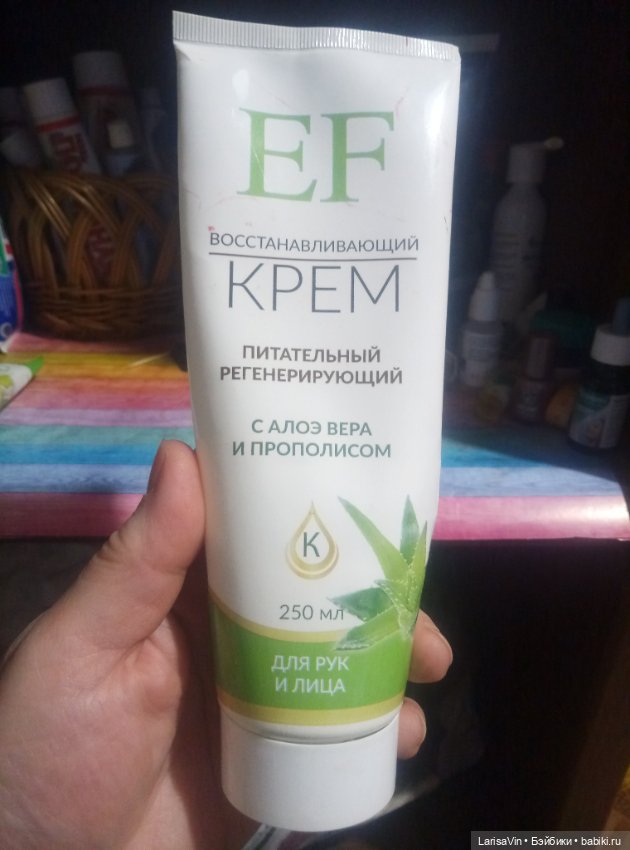 EF
ВОССТАНАВЛИВАЮЩИЙ
КРЕМ
ПИТАТЕЛЬНЫЙ
РЕГЕНЕРИРУЮЩИЙ
С АЛОЭ ВЕРА
И ПРОПОЛИСОМ
К
250 мл
ДЛЯ РУК
И ЛИЦА
LarisaVin • Бэйбики • babiki.ru